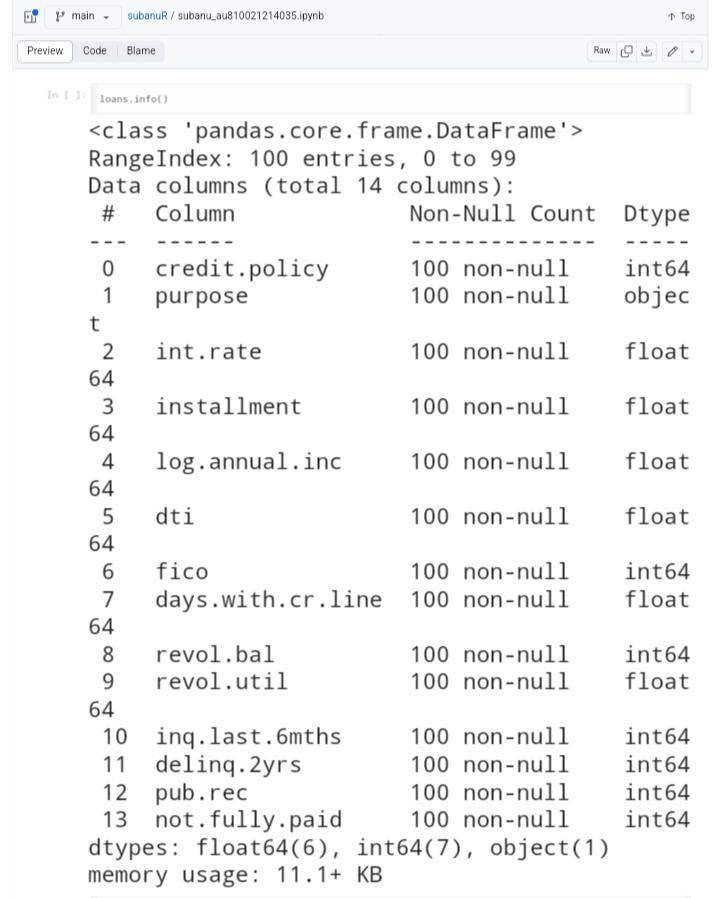 main
subanuR / subanu_au810021214035.ipynb
Top
Preview Code Blame
Raw
In [ ]: loans.info()
<class 'pandas.core.frame.DataFrame'>
RangeIndex: 100 entries, 0 to 99
Data columns (total 14 columns):
#   Column   Non-Null Count   Dtype
---   ------   --------------   -----
0   credit.policy   100 non-null   int64
1   purpose   100 non-null   objec
t
2   int.rate   100 non-null   float
64
3   installment   100 non-null   float
64
4   log.annual.inc   100 non-null   float
64
5   dti   100 non-null   float
64
6   fico   100 non-null   int64
7   days.with.cr.line   100 non-null   float
64
8   revol.bal   100 non-null   int64
9   revol.util   100 non-null   float
64
10   inq.last.6mths   100 non-null   int64
11   delinq.2yrs   100 non-null   int64
12   pub.rec   100 non-null   int64
13   not.fully.paid   100 non-null   int64
dtypes: float64(6), int64(7), object(1)
memory usage: 11.1+ KB